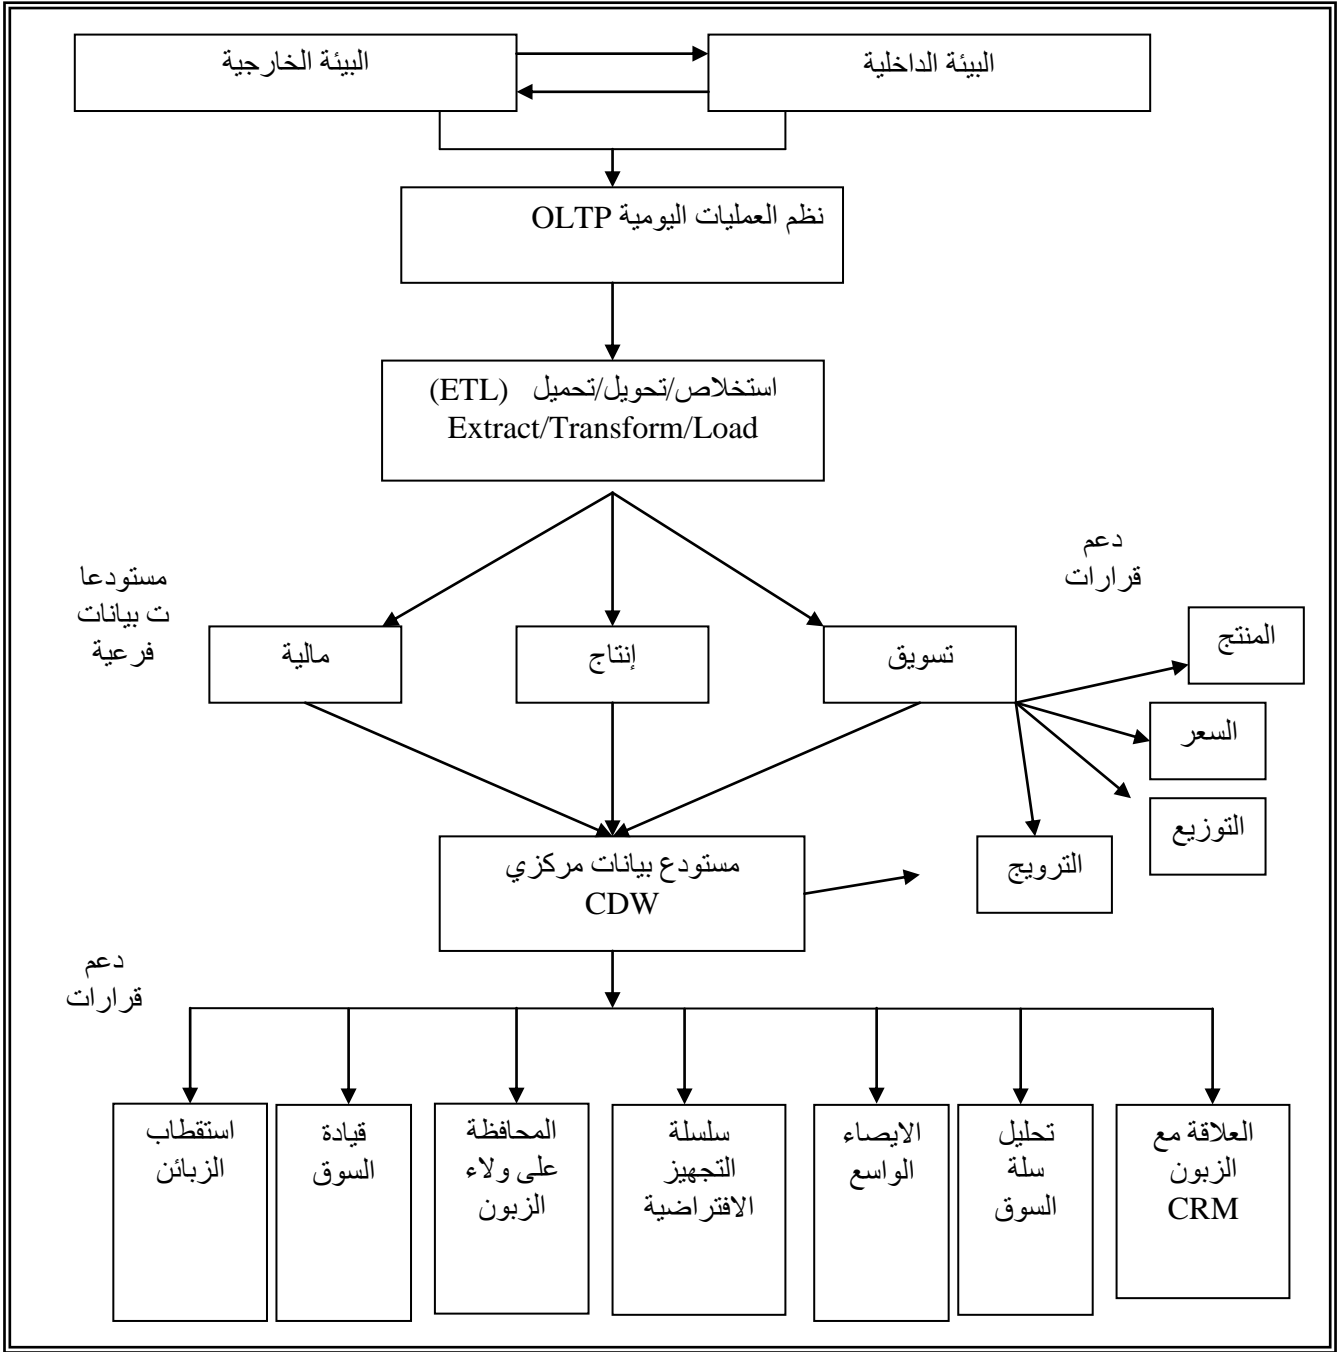 البيئة الداخلية
البيئة الخارجية
نظم العمليات اليومية OLTP
استخلاص/تحويل/تحميل (ETL)
Extract/Transform/Load
دعم
قرارات
مستودعا
ت بيانات
فرعية
المنتج
تسويق
إنتاج
مالية
السعر
التوزيع
الترويج
مستودع بيانات مركزي
CDW
دعم
قرارات
العلاقة مع
الزبون
CRM
تحليل
سلة
السوق
الايصاء
الواسع
سلسلة
التجهيز
الافتراضية
المحافظة
على ولاء
الزبون
قيادة
السوق
استقطاب
الزبائن